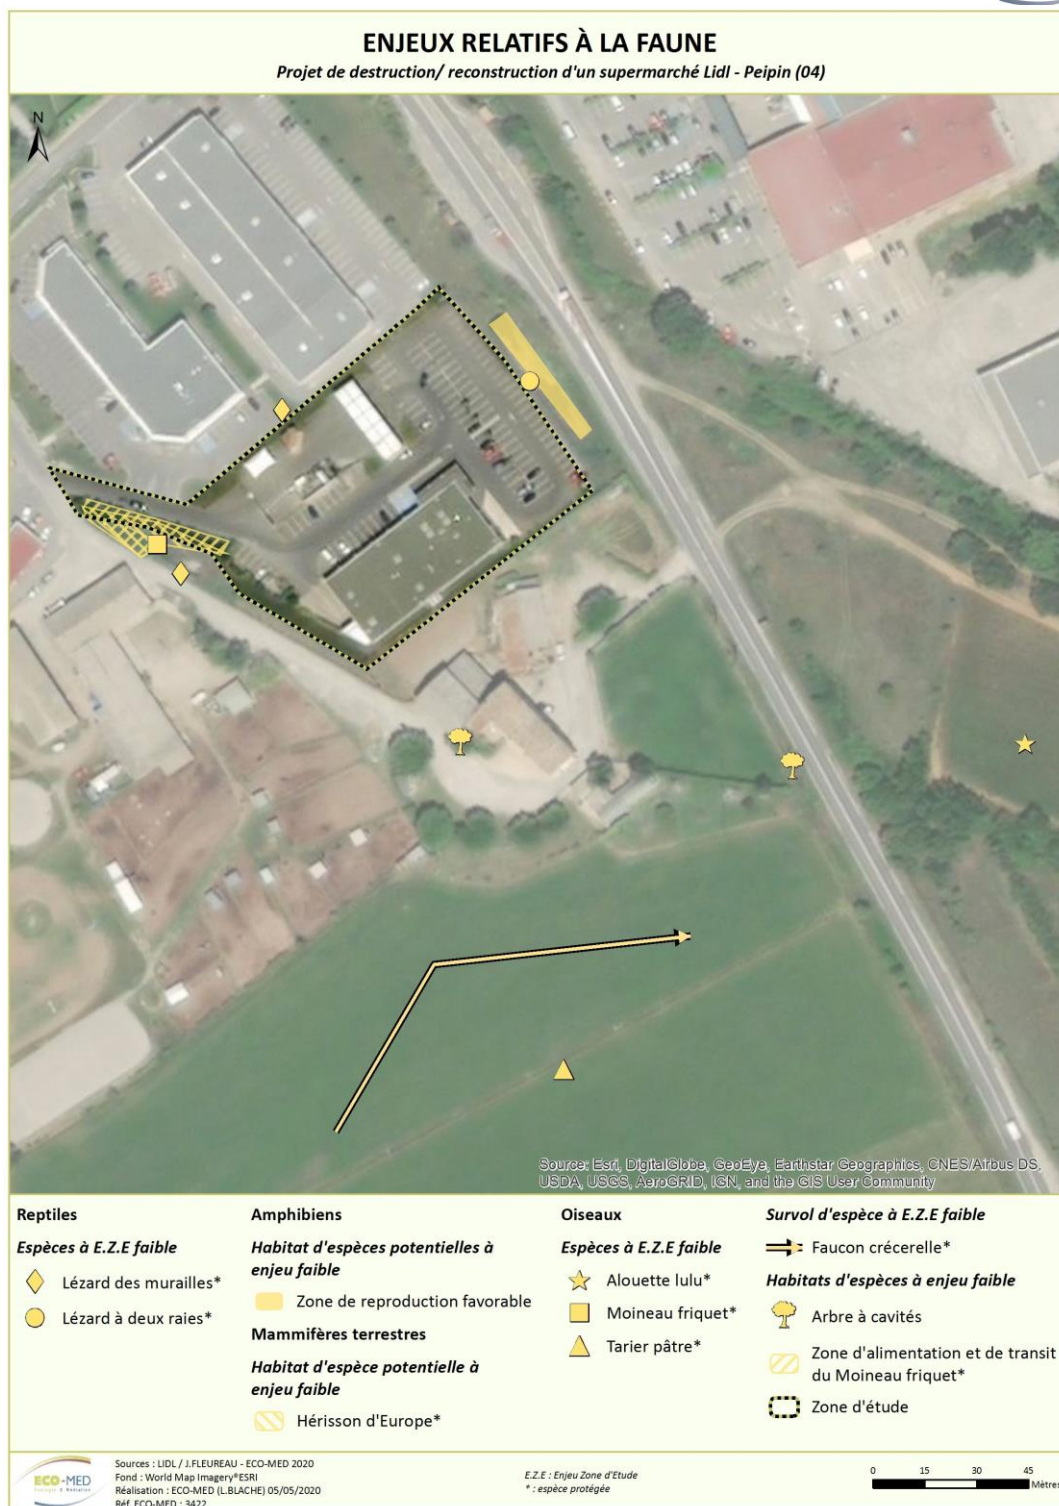 ENJEUX RELATIFS À LA FAUNE
Projet de destruction/ reconstruction d'un supermarché Lidl - Peipin (04)
N
Source: Esri, DigitalGlobe, GeoEye, Earthstar Geographics, CNES/Airbus DS,
USDA, USGS, AeroGRID, IGN, and the GIS User Community
Reptiles
Espèces à E.Z.E faible
Lézard des murailles*
Lézard à deux raies*
Amphibiens
Habitat d'espèces potentielles à
enjeu faible
Zone de reproduction favorable
Mammifères terrestres
Habitat d'espèce potentielle à
enjeu faible
Hérisson d'Europe*
Oiseaux
Espèces à E.Z.E faible
Alouette lulu*
Moineau friquet*
Tarier pâtre*
Survol d'espèce à E.Z.E faible
Faucon crécerelle*
Habitats d'espèces à enjeu faible
Arbre à cavités
Zone d'alimentation et de transit
du Moineau friquet*
Zone d'étude
ECO-MED
Sources : LIDL / J.FLEUREAU - ECO-MED 2020
Fond : World Map Imagery®ESRI
Réalisation : ECO-MED (L.BLACHE) 05/05/2020
Réf. ECO-MED : 3422
E.Z.E : Enjeu Zone d'Etude
* : espèce protégée
0 15 30 45
Mètres